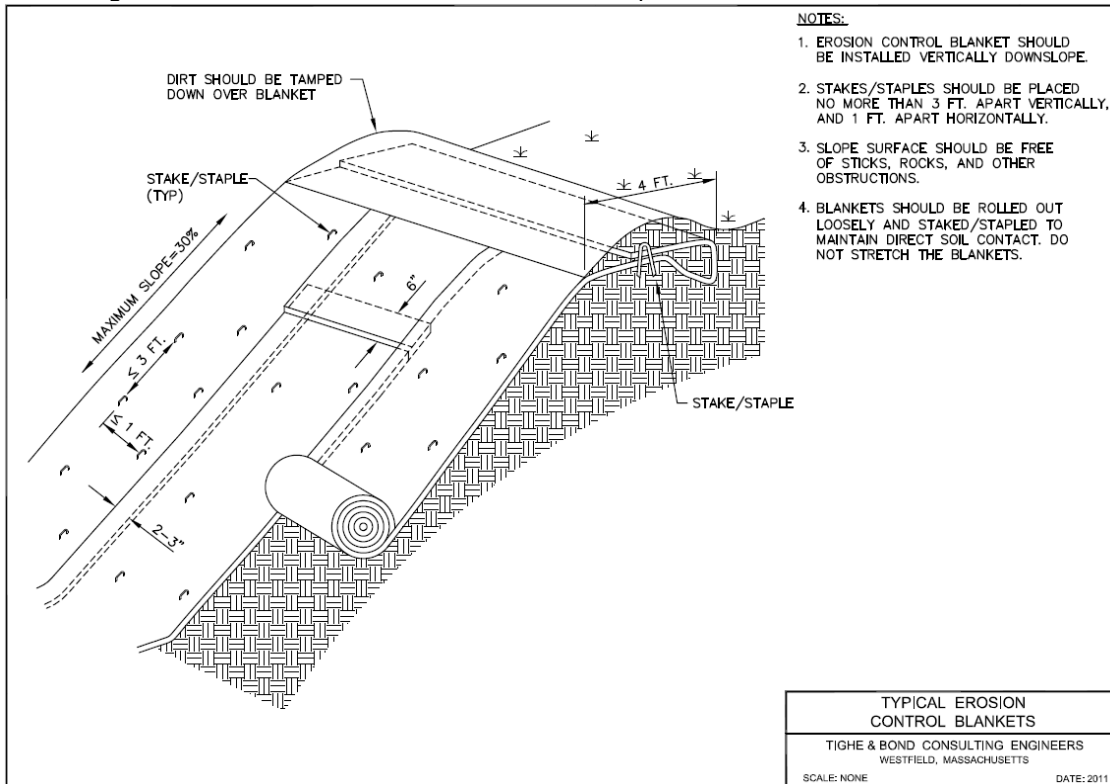 NOTES:
1. EROSION CONTROL BLANKET SHOULD
BE INSTALLED VERTICALLY DOWNSLOPE.
2. STAKES/STAPLES SHOULD BE PLACED
NO MORE THAN 3 FT. APART VERTICALLY,
AND 1 FT. APART HORIZONTALLY.
3. SLOPE SURFACE SHOULD BE FREE
OF STICKS, ROCKS, AND OTHER
OBSTRUCTIONS.
4. BLANKETS SHOULD BE ROLLED OUT
LOOSELY AND STAKED/STAPLED TO
MAINTAIN DIRECT SOIL CONTACT. DO
NOT STRETCH THE BLANKETS.
DIRT SHOULD BE TAMPED
DOWN OVER BLANKET
STAKE/STAPLE
(TYP)
4 FT.
MAXIMUM SLOPE=30%
6"
≤ 3 FT.
≤ 1 FT.
STAKE/STAPLE
2-3"
TYPICAL EROSION
CONTROL BLANKETS
TIGHE & BOND CONSULTING ENGINEERS
WESTFIELD, MASSACHUSETTS
SCALE: NONE DATE: 2011